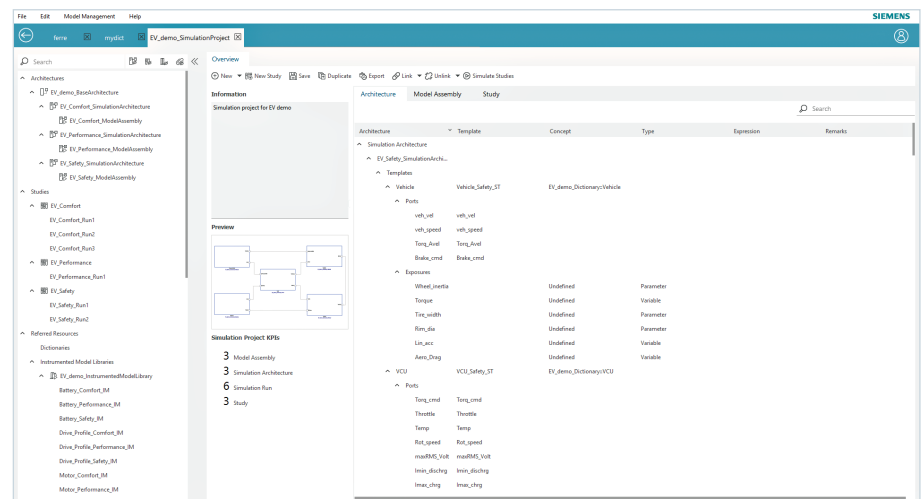 File Edit Model Management Help SIEMENS
ferre mydict EV_demo_SimulationProject
Search
Architectures
EV_demo_BaseArchitecture
EV_Comfort_SimulationArchitecture
EV_Comfort_ModelAssembly
EV_Performance_SimulationArchitecture
EV_Performance_ModelAssembly
EV_Safety_SimulationArchitecture
EV_Safety_ModelAssembly
Studies
EV_Comfort
EV_Comfort_Run1
EV_Comfort_Run2
EV_Comfort_Run3
EV_Performance
EV_Performance_Run1
EV_Safety
EV_Safety_Run1
EV_Safety_Run2
Referred Resources
Dictionaries
Instrumented Model Libraries
EV_demo_InstrumentedModelLibrary
Battery_Comfort_IM
Battery_Performance_IM
Battery_Safety_IM
Drive_Profile_Comfort_IM
Drive_Profile_Performance_IM
Drive_Profile_Safety_IM
Motor_Comfort_IM
Motor_Performance_IM
Overview
New New Study Save Duplicate Export Link Unlink Simulate Studies
Information
Simulation project for EV demo
Preview
Simulation Project KPIs
3 Model Assembly
3 Simulation Architecture
6 Simulation Run
3 Study
Architecture Model Assembly Study
Search
Architecture Template Concept Type Expression Remarks
Simulation Architecture
EV_Safety_SimulationArchi...
Templates
Vehicle Vehicle_Safety_ST EV_demo_Dictionary::Vehicle
Ports
veh_vel veh_vel
veh_speed veh_speed
Torq_Avel Torq_Avel
Brake_cmd Brake_cmd
Exposures
Wheel_inertia Undefined Parameter
Torque Undefined Variable
Tire_width Undefined Parameter
Rim_dia Undefined Parameter
Lin_acc Undefined Variable
Aero_Drag Undefined Variable
VCU VCU_Safety_ST EV_demo_Dictionary::VCU
Ports
Torq_cmd Torq_cmd
Throttle Throttle
Temp Temp
Rot_speed Rot_speed
maxRMS_Volt maxRMS_Volt
Imin_dischrg Imin_dischrg
Imax_chrg Imax_chrg